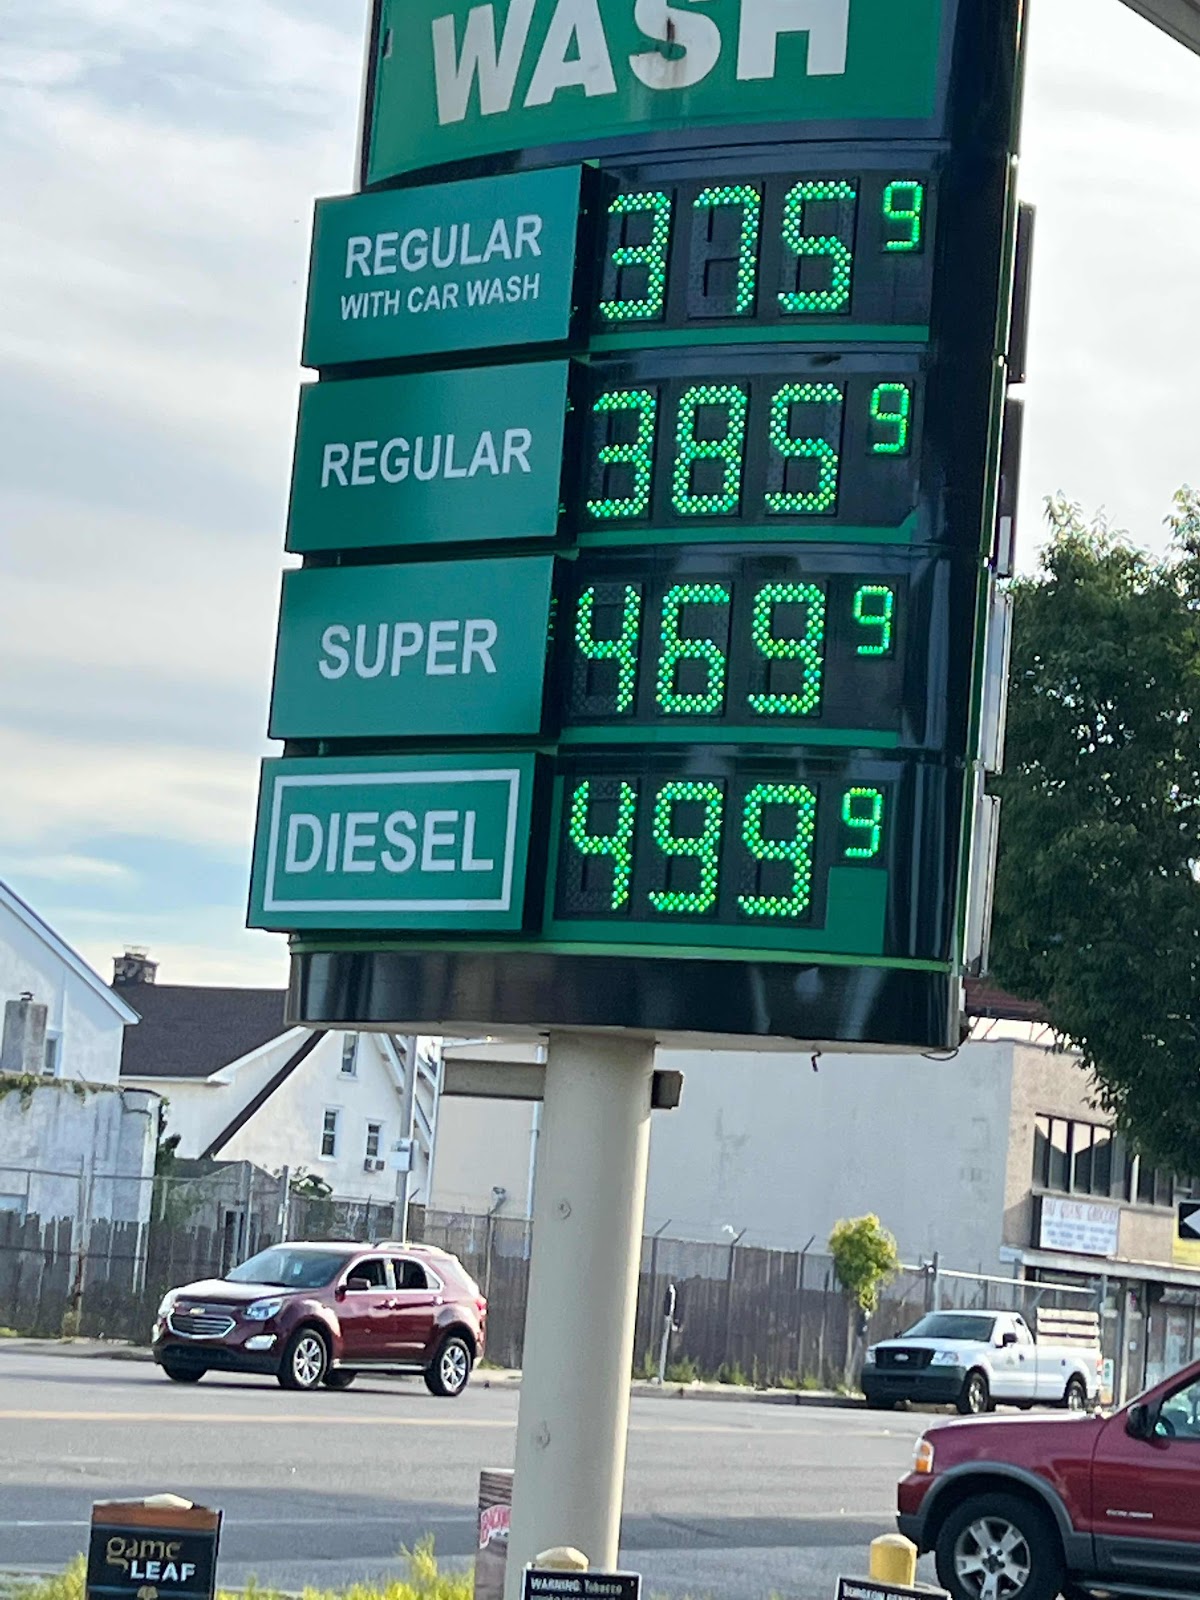 WASH
REGULAR
WITH CAR WASH
375 9
REGULAR
385 9
SUPER
469 9
DIESEL
499 9
game
LEAF
WARNING: Tobacco
SURGEON